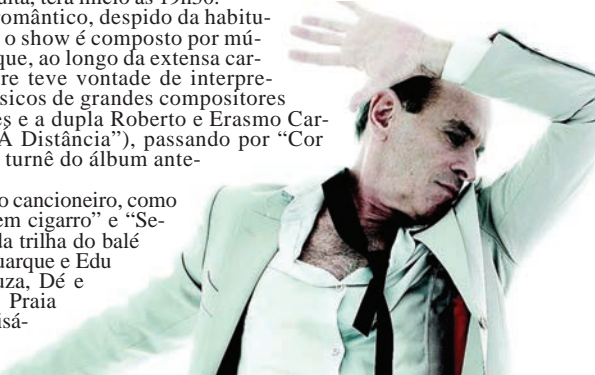 dita, terá início às 19h30.
romântico, despido da habitu-
o show é composto por mú-
que, ao longo da extensa car-
re teve vontade de interpre-
sicos de grandes compositores
es e a dupla Roberto e Erasmo Car-
A Distância”), passando por “Cor
turnê do álbum ante-
o cancioneiro, como
em cigarro” e “Se-
da trilha do balé
uarque e Edu
uza, Dé e
Praia
isá-